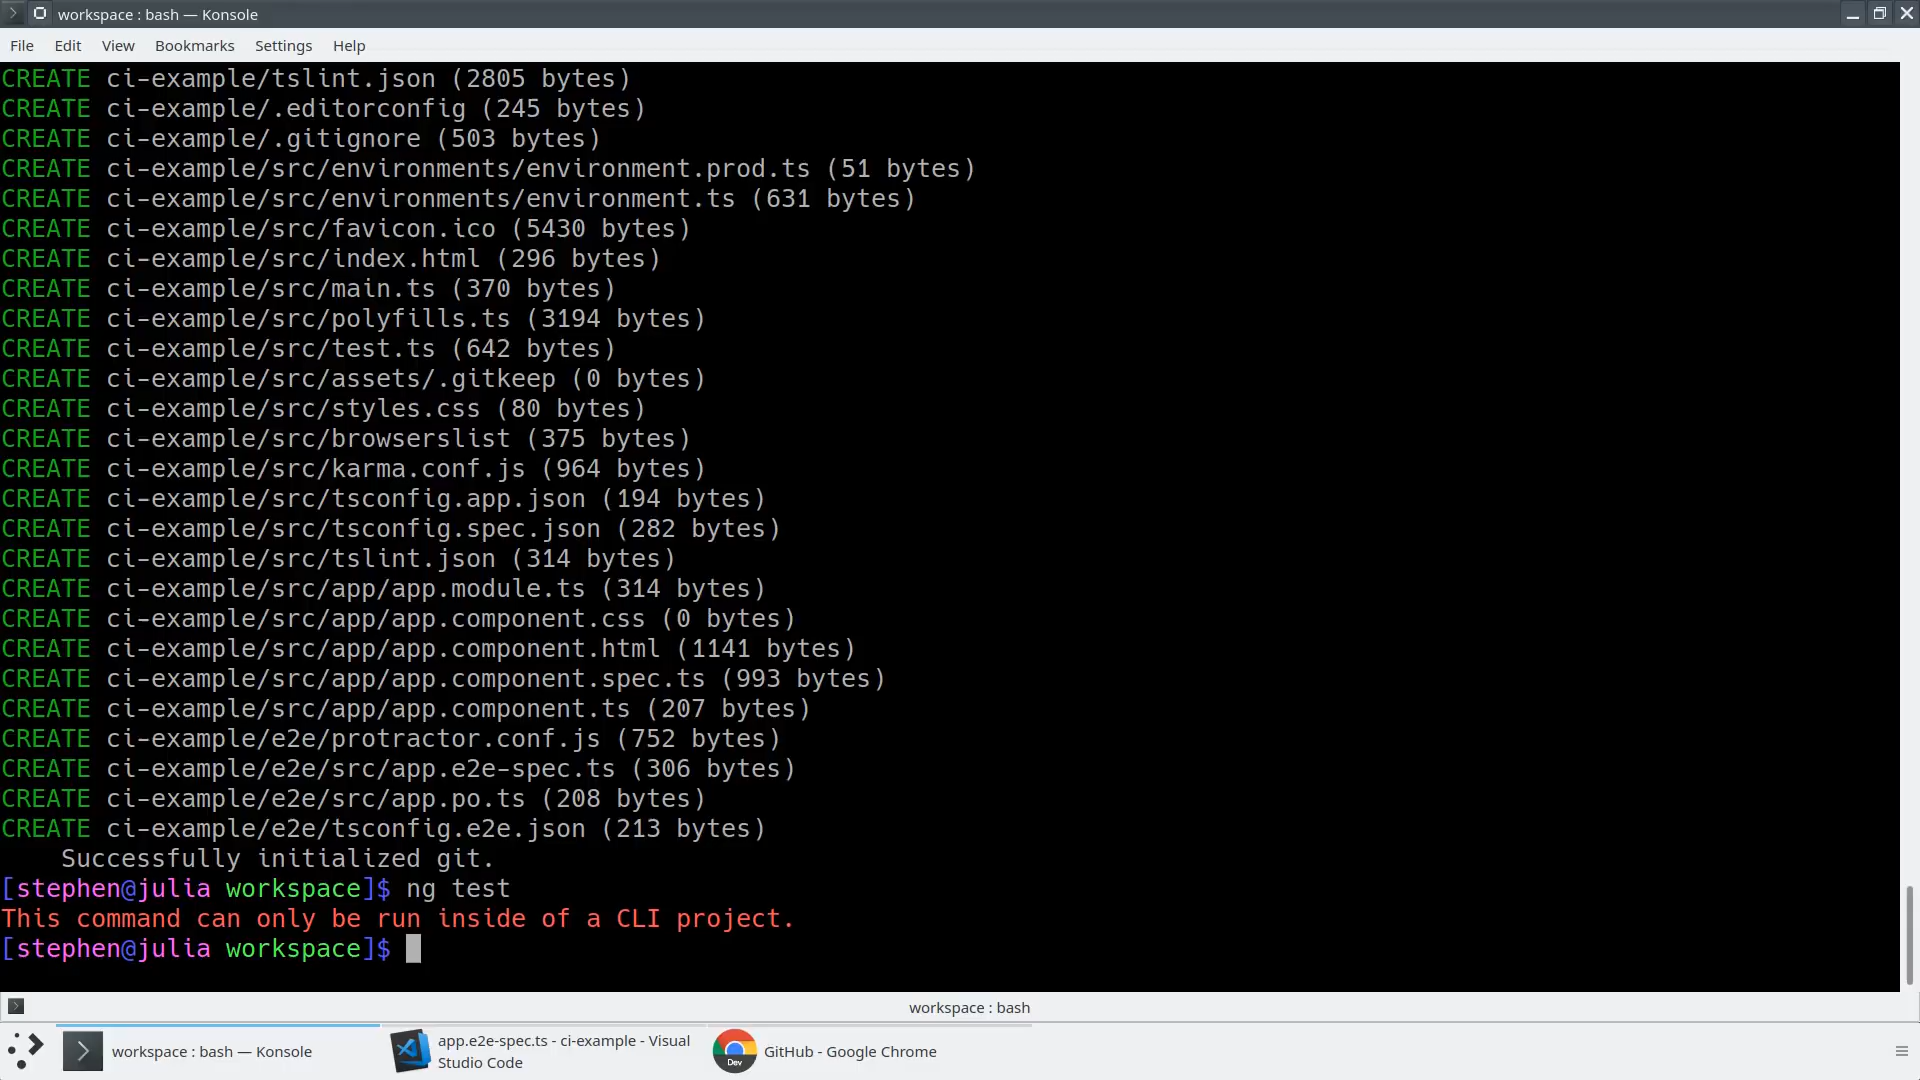 workspace : bash — Konsole
File Edit View Bookmarks Settings Help
CREATE ci-example/tslint.json (2805 bytes)
CREATE ci-example/.editorconfig (245 bytes)
CREATE ci-example/.gitignore (503 bytes)
CREATE ci-example/src/environments/environment.prod.ts (51 bytes)
CREATE ci-example/src/environments/environment.ts (631 bytes)
CREATE ci-example/src/favicon.ico (5430 bytes)
CREATE ci-example/src/index.html (296 bytes)
CREATE ci-example/src/main.ts (370 bytes)
CREATE ci-example/src/polyfills.ts (3194 bytes)
CREATE ci-example/src/test.ts (642 bytes)
CREATE ci-example/src/assets/.gitkeep (0 bytes)
CREATE ci-example/src/styles.css (80 bytes)
CREATE ci-example/src/browserslist (375 bytes)
CREATE ci-example/src/karma.conf.js (964 bytes)
CREATE ci-example/src/tsconfig.app.json (194 bytes)
CREATE ci-example/src/tsconfig.spec.json (282 bytes)
CREATE ci-example/src/tslint.json (314 bytes)
CREATE ci-example/src/app/app.module.ts (314 bytes)
CREATE ci-example/src/app/app.component.css (0 bytes)
CREATE ci-example/src/app/app.component.html (1141 bytes)
CREATE ci-example/src/app/app.component.spec.ts (993 bytes)
CREATE ci-example/src/app/app.component.ts (207 bytes)
CREATE ci-example/e2e/protractor.conf.js (752 bytes)
CREATE ci-example/e2e/src/app.e2e-spec.ts (306 bytes)
CREATE ci-example/e2e/src/app.po.ts (208 bytes)
CREATE ci-example/e2e/tsconfig.e2e.json (213 bytes)
Successfully initialized git.
[stephen@julia workspace]$ ng test
This command can only be run inside of a CLI project.
[stephen@julia workspace]$
workspace : bash
workspace : bash — Konsole
app.e2e-spec.ts - ci-example - Visual
Studio Code
Dev
GitHub - Google Chrome